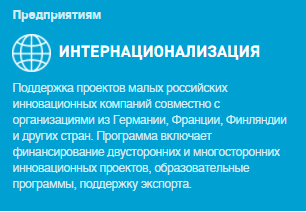 Предприятиям
ИНТЕРНАЦИОНАЛИЗАЦИЯ
Поддержка проектов малых российских
инновационных компаний совместно с
организациями из Германии, Франции, Финляндии
и других стран. Программа включает
финансирование двусторонних и многосторонних
инновационных проектов, образовательные
программы, поддержку экспорта.